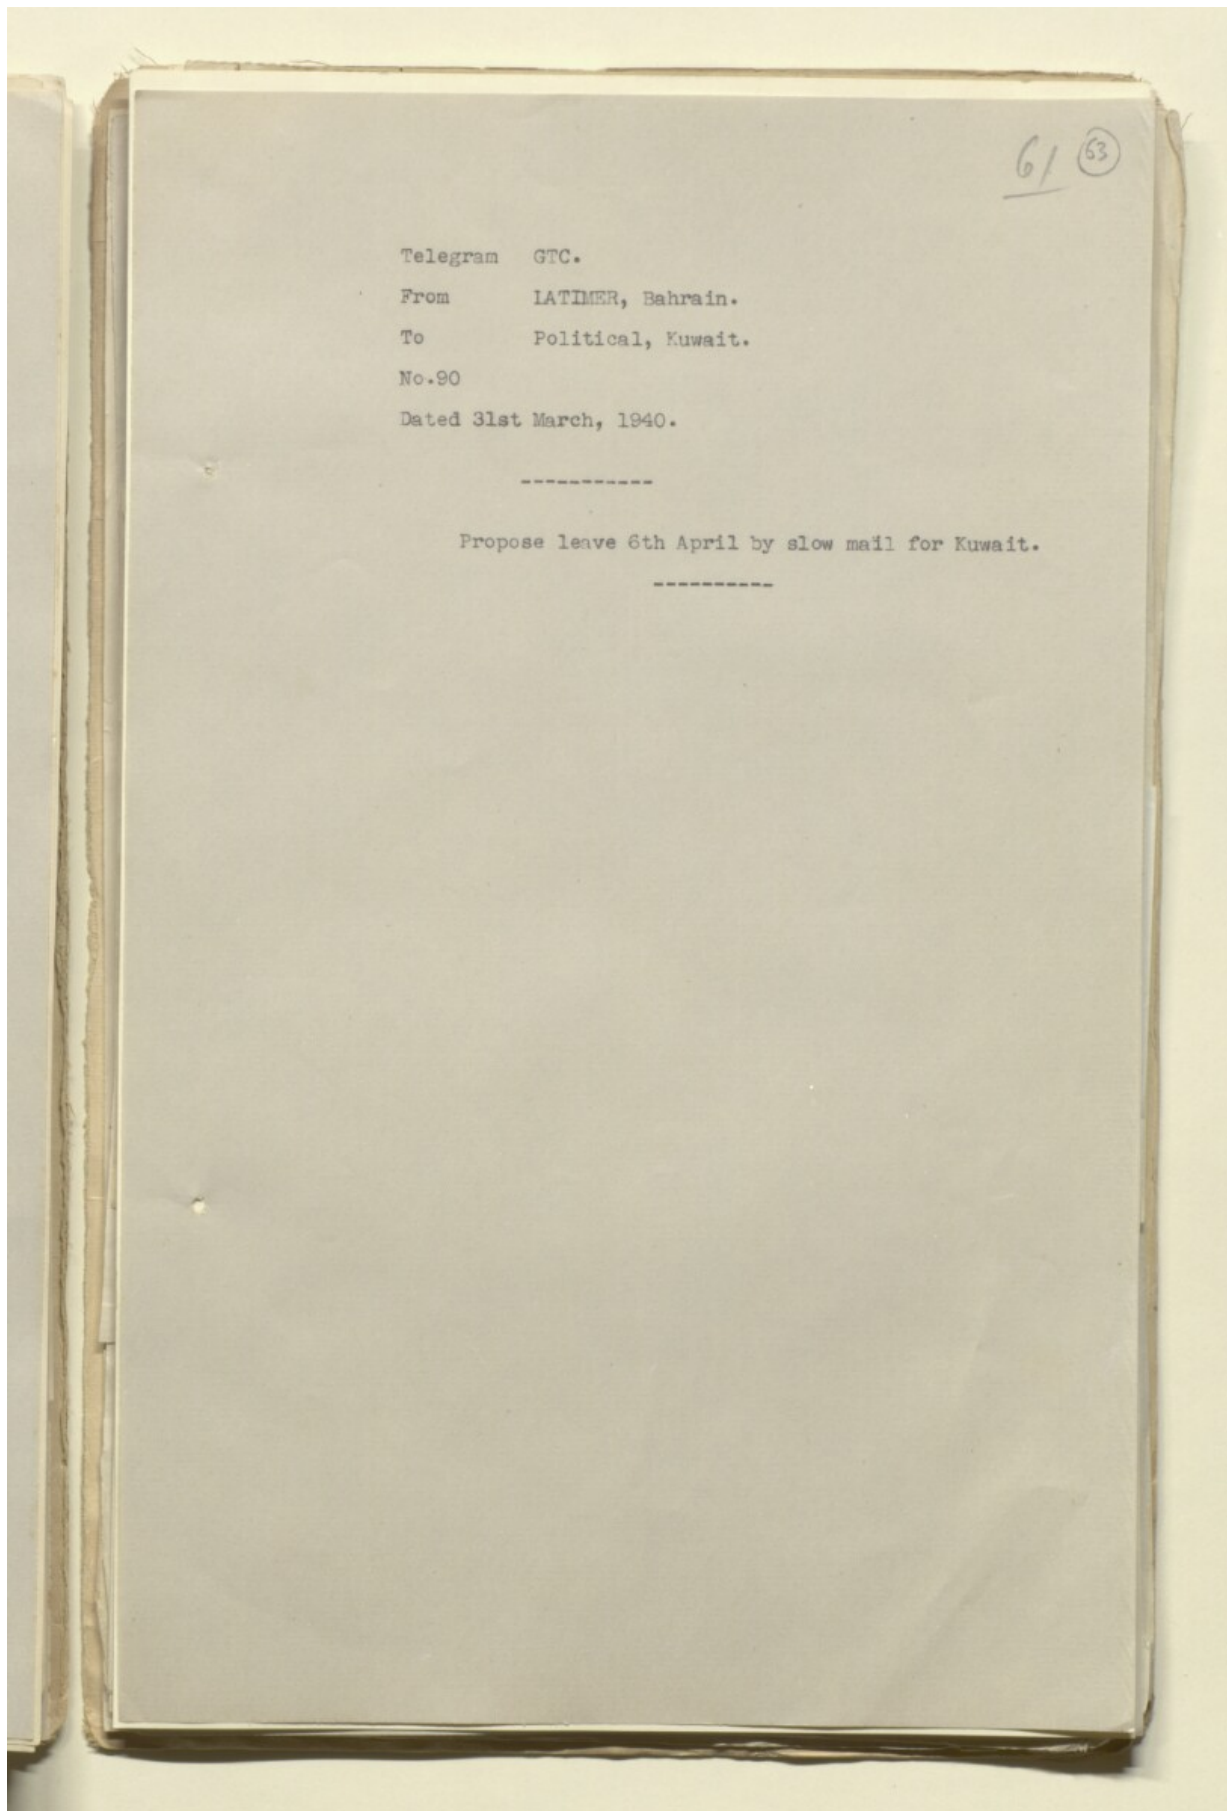 61 63
Telegram GTC.
From LATIMER, Bahrain.
To Political, Kuwait.
No.90
Dated 31st March, 1940.
-----------
Propose leave 6th April by slow mail for Kuwait.
----------